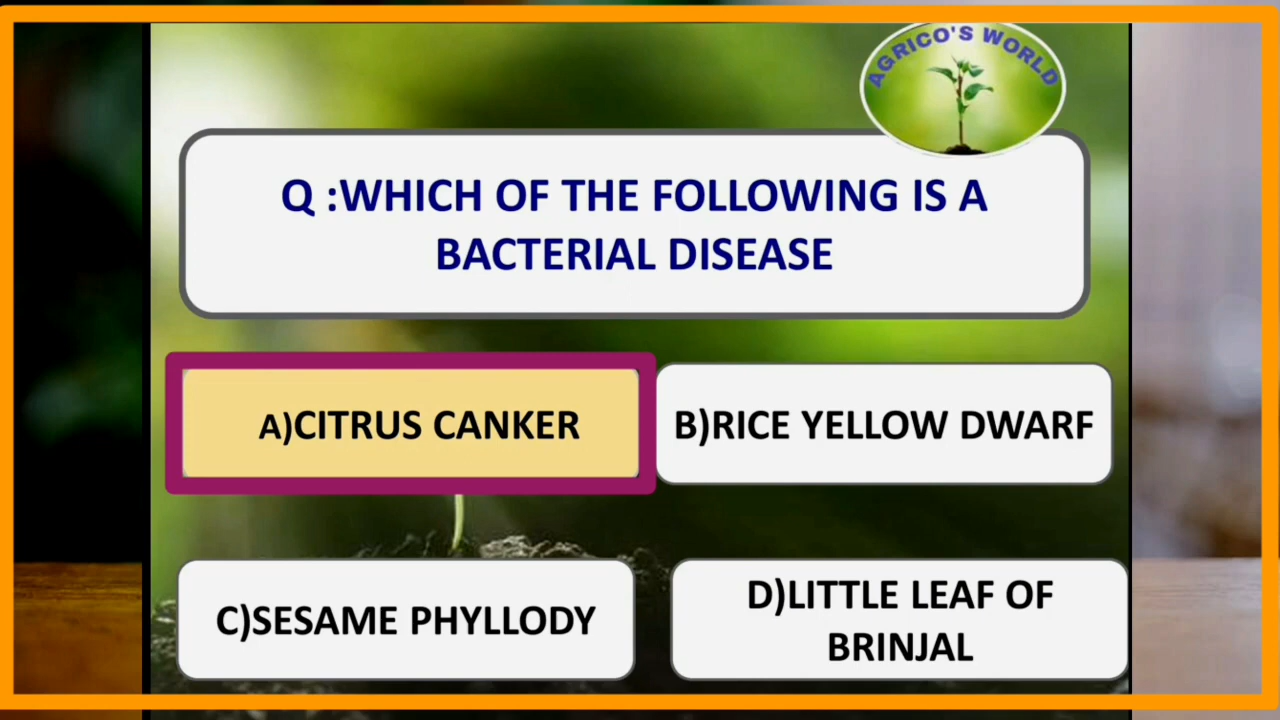 AGRICO'S WORLD
Q :WHICH OF THE FOLLOWING IS A
BACTERIAL DISEASE
A)CITRUS CANKER
B)RICE YELLOW DWARF
C)SESAME PHYLLODY
D)LITTLE LEAF OF
BRINJAL